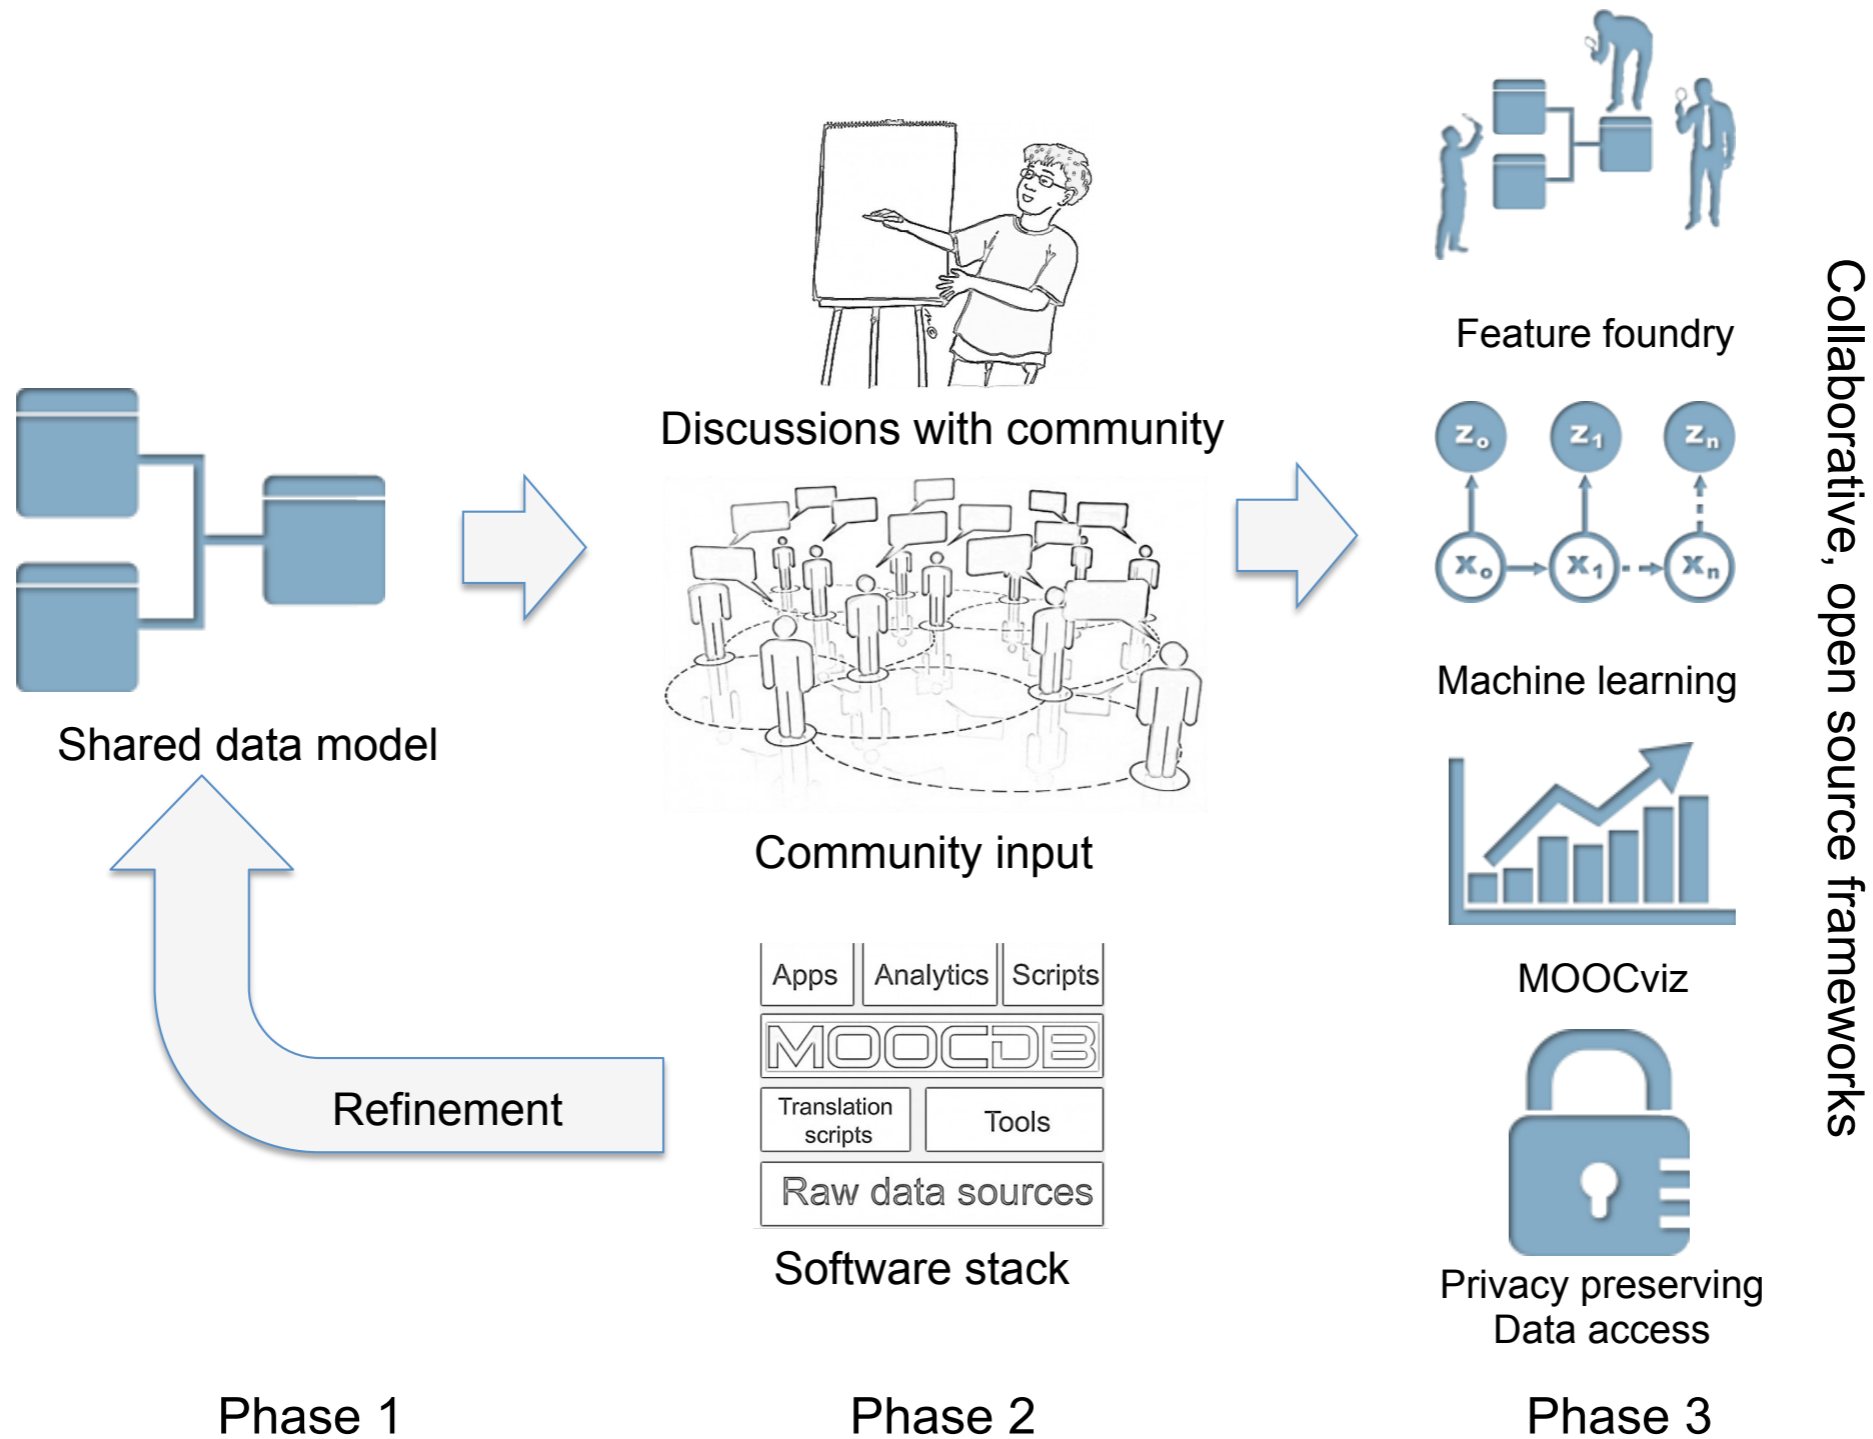 Shared data model
Refinement
Phase 1
Discussions with community
Community input
Apps
Analytics
Scripts
MOOCDB
Translation
scripts
Tools
Raw data sources
Software stack
Phase 2
Feature foundry
z₀
z₁
zₙ
x₀
x₁
xₙ
Machine learning
MOOCviz
Privacy preserving
Data access
Phase 3
Collaborative, open source frameworks